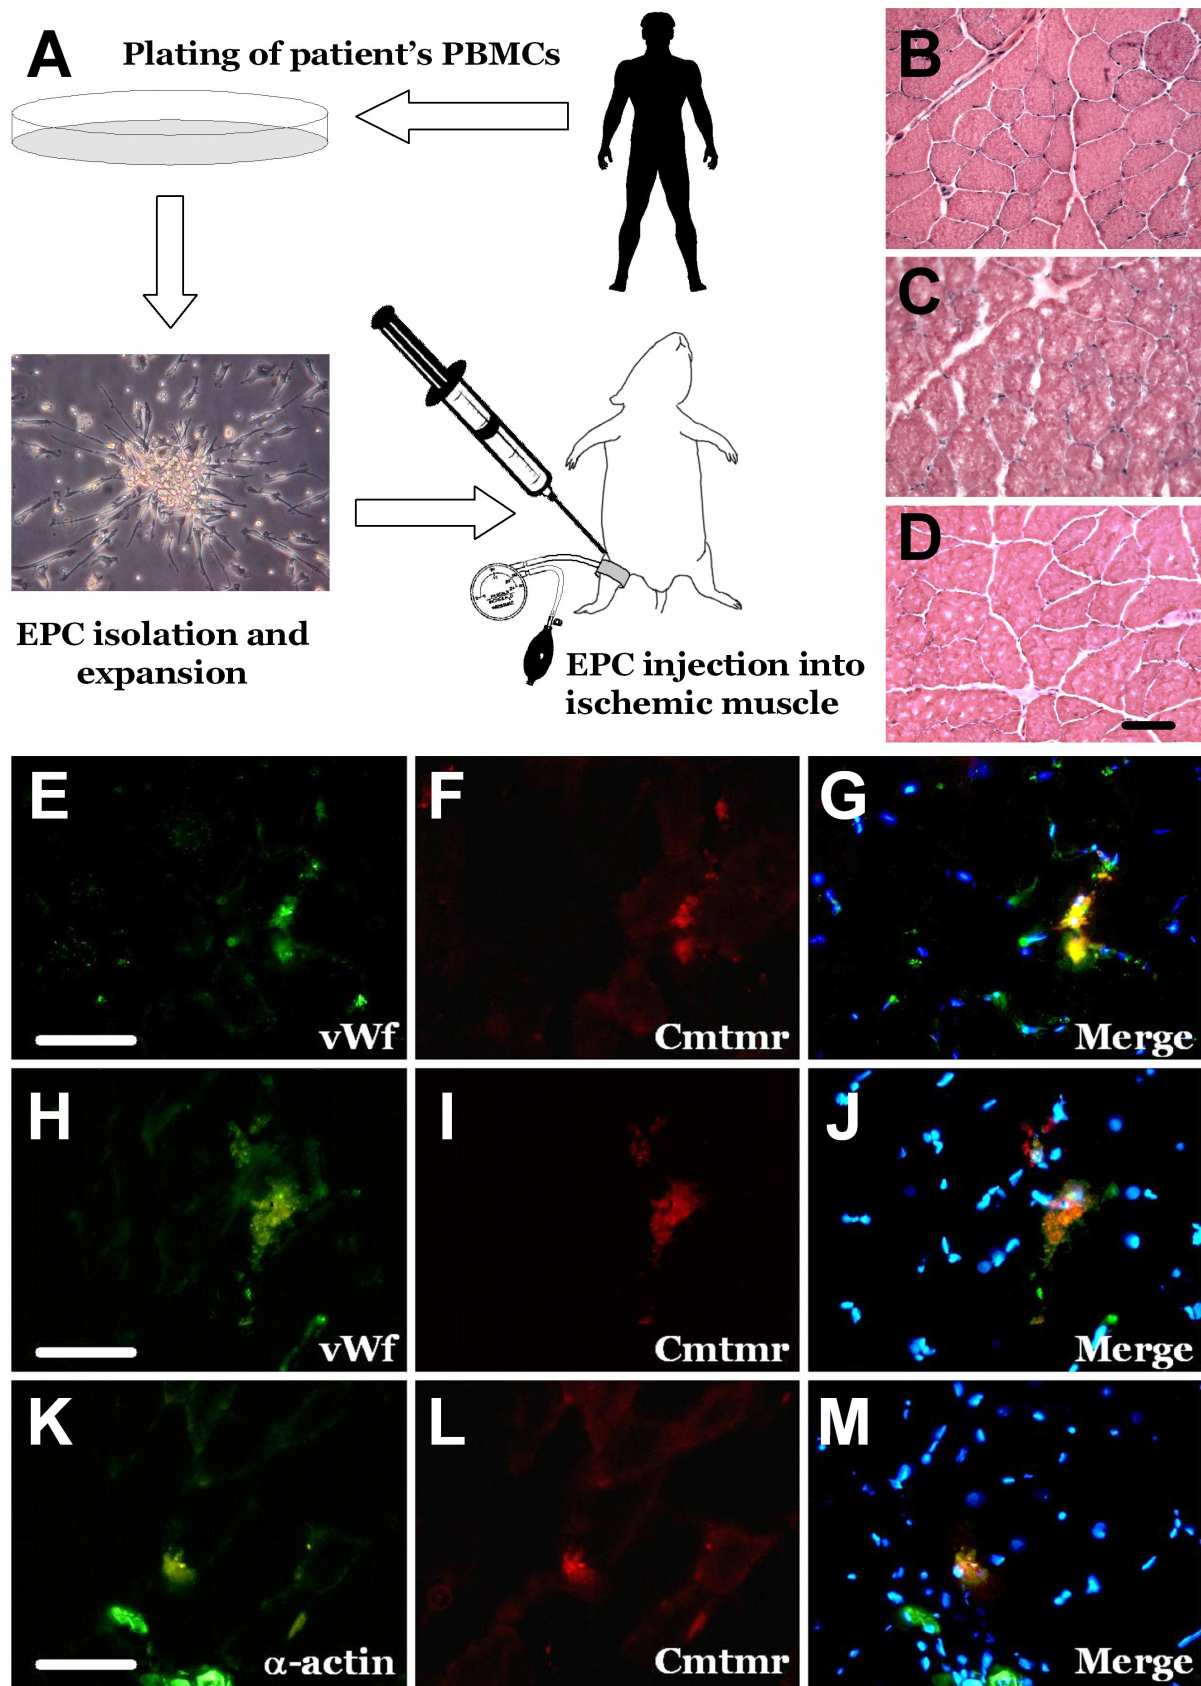 A
Plating of patient's PBMCs
B
C
EPC isolation and
expansion
EPC injection into
ischemic muscle
D
E
vWf
F
Cmtmr
G
Merge
H
vWf
I
Cmtmr
J
Merge
K
α-actin
L
Cmtmr
M
Merge